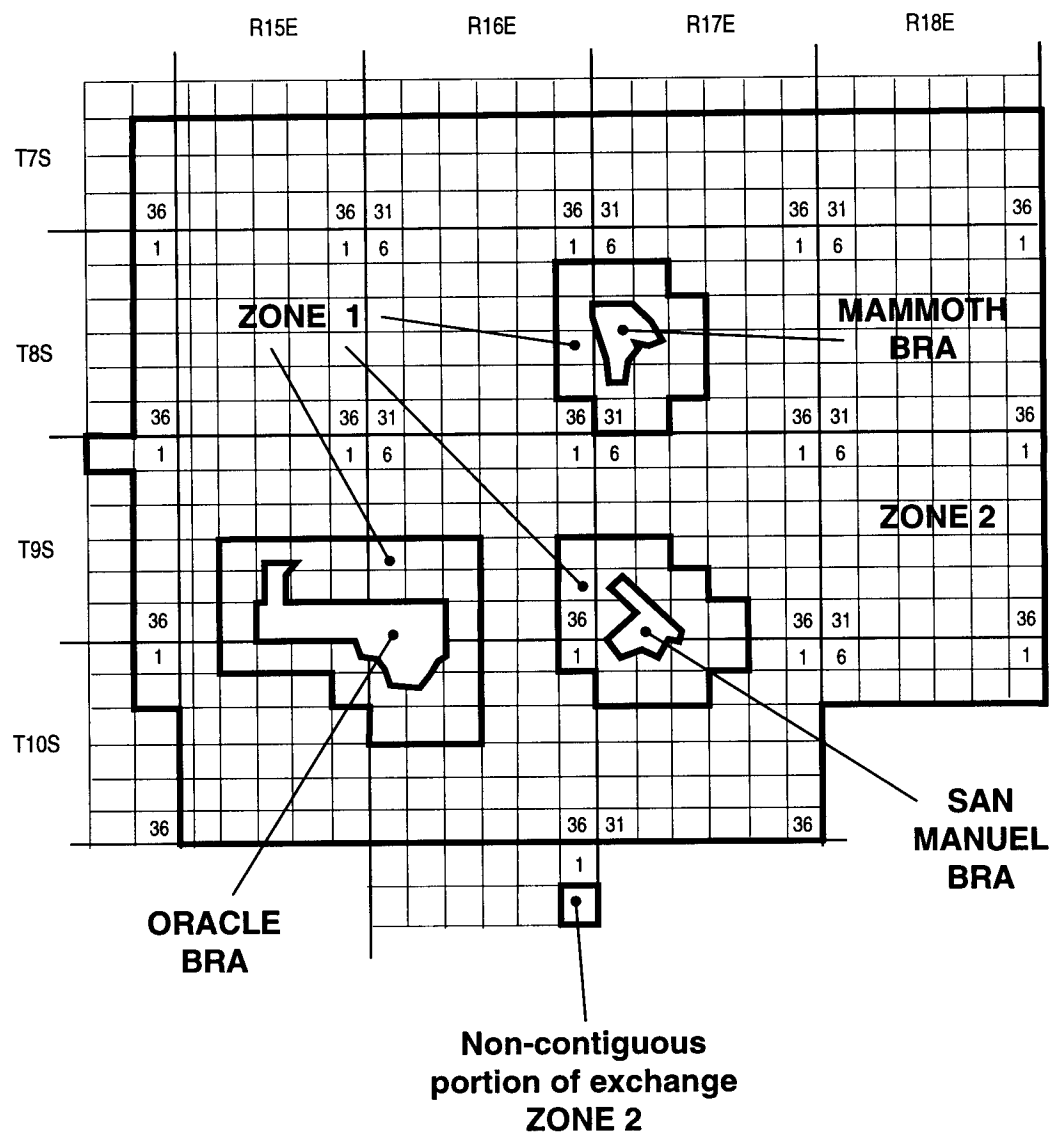 R15E R16E R17E R18E
T7S
36 36 31 36 31 36 31 36
1 1 6 1 6 1 6 1
ZONE 1
MAMMOTH
BRA
T8S
36 36 31 36 31 36 31 36
1 1 6 1 6 1 6 1
ZONE 2
T9S
36 36 36 31 36
1 1 1 6 1
T10S
36 36 31 36
SAN
MANUEL
BRA
1
ORACLE
BRA
Non-contiguous
portion of exchange
ZONE 2